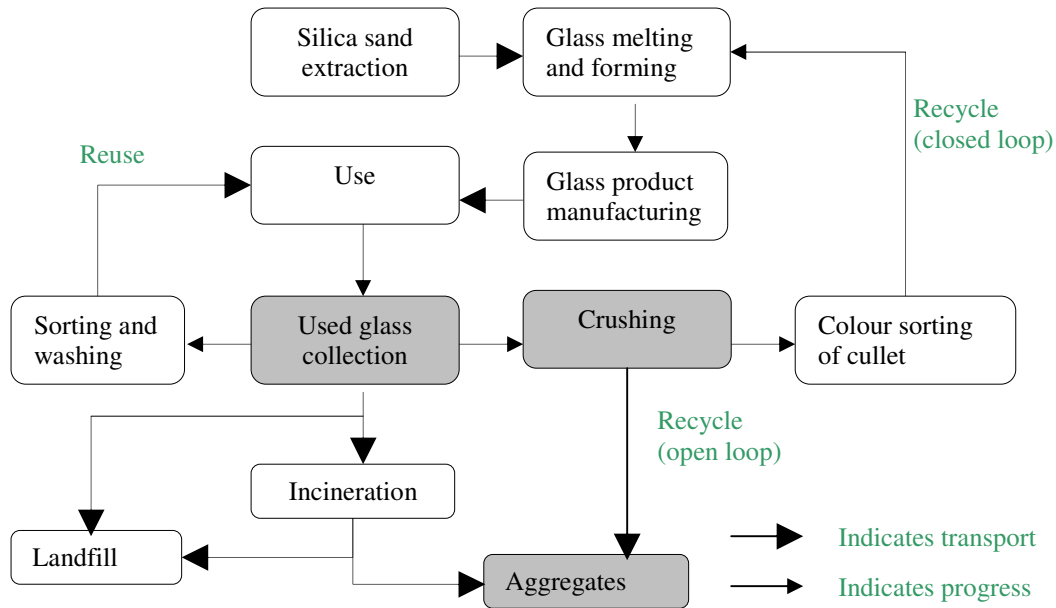 Silica sand
extraction
Glass melting
and forming
Recycle
(closed loop)
Reuse
Use
Glass product
manufacturing
Sorting and
washing
Used glass
collection
Crushing
Colour sorting
of cullet
Recycle
(open loop)
Incineration
Landfill
Aggregates
Indicates transport
Indicates progress